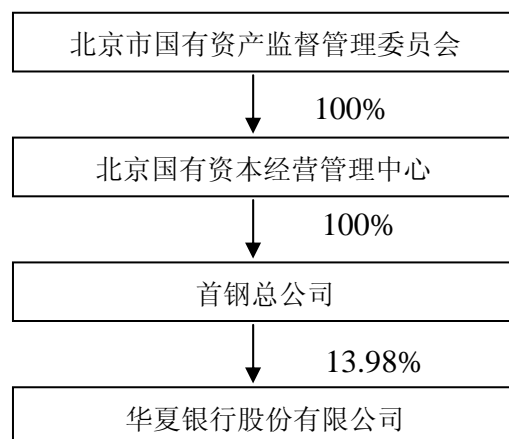 北京市国有资产监督管理委员会
100%
北京国有资本经营管理中心
100%
首钢总公司
13.98%
华夏银行股份有限公司